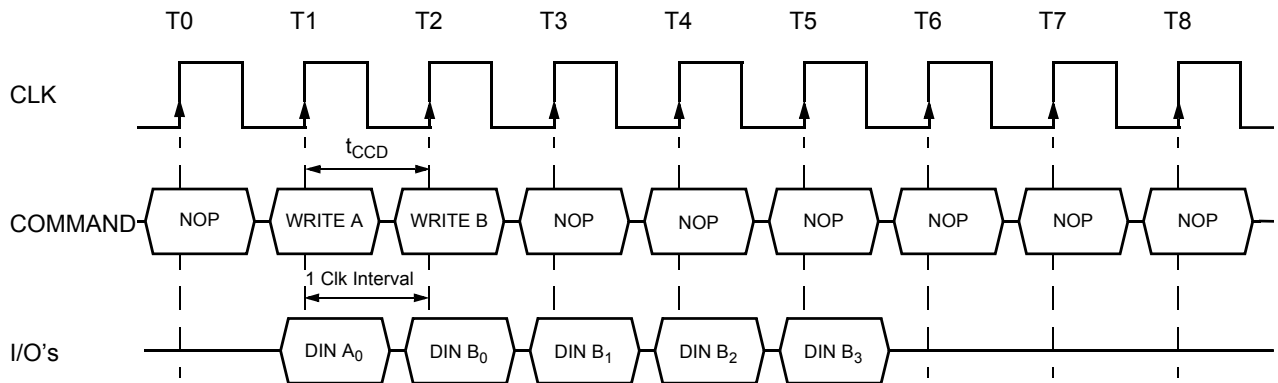 T0 T1 T2 T3 T4 T5 T6 T7 T8
CLK
tCCD
COMMAND NOP WRITE A WRITE B NOP NOP NOP NOP NOP NOP
1 Clk Interval
I/O's DIN A0 DIN B0 DIN B1 DIN B2 DIN B3